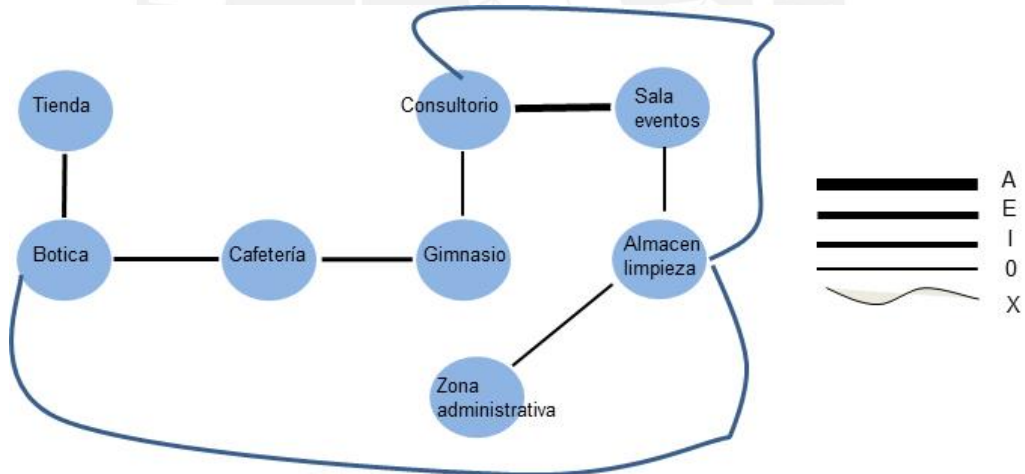 Tienda
Consultorio
Sala
eventos
Botica
Cafetería
Gimnasio
Almacen
limpieza
Zona
administrativa
A
E
I
0
X